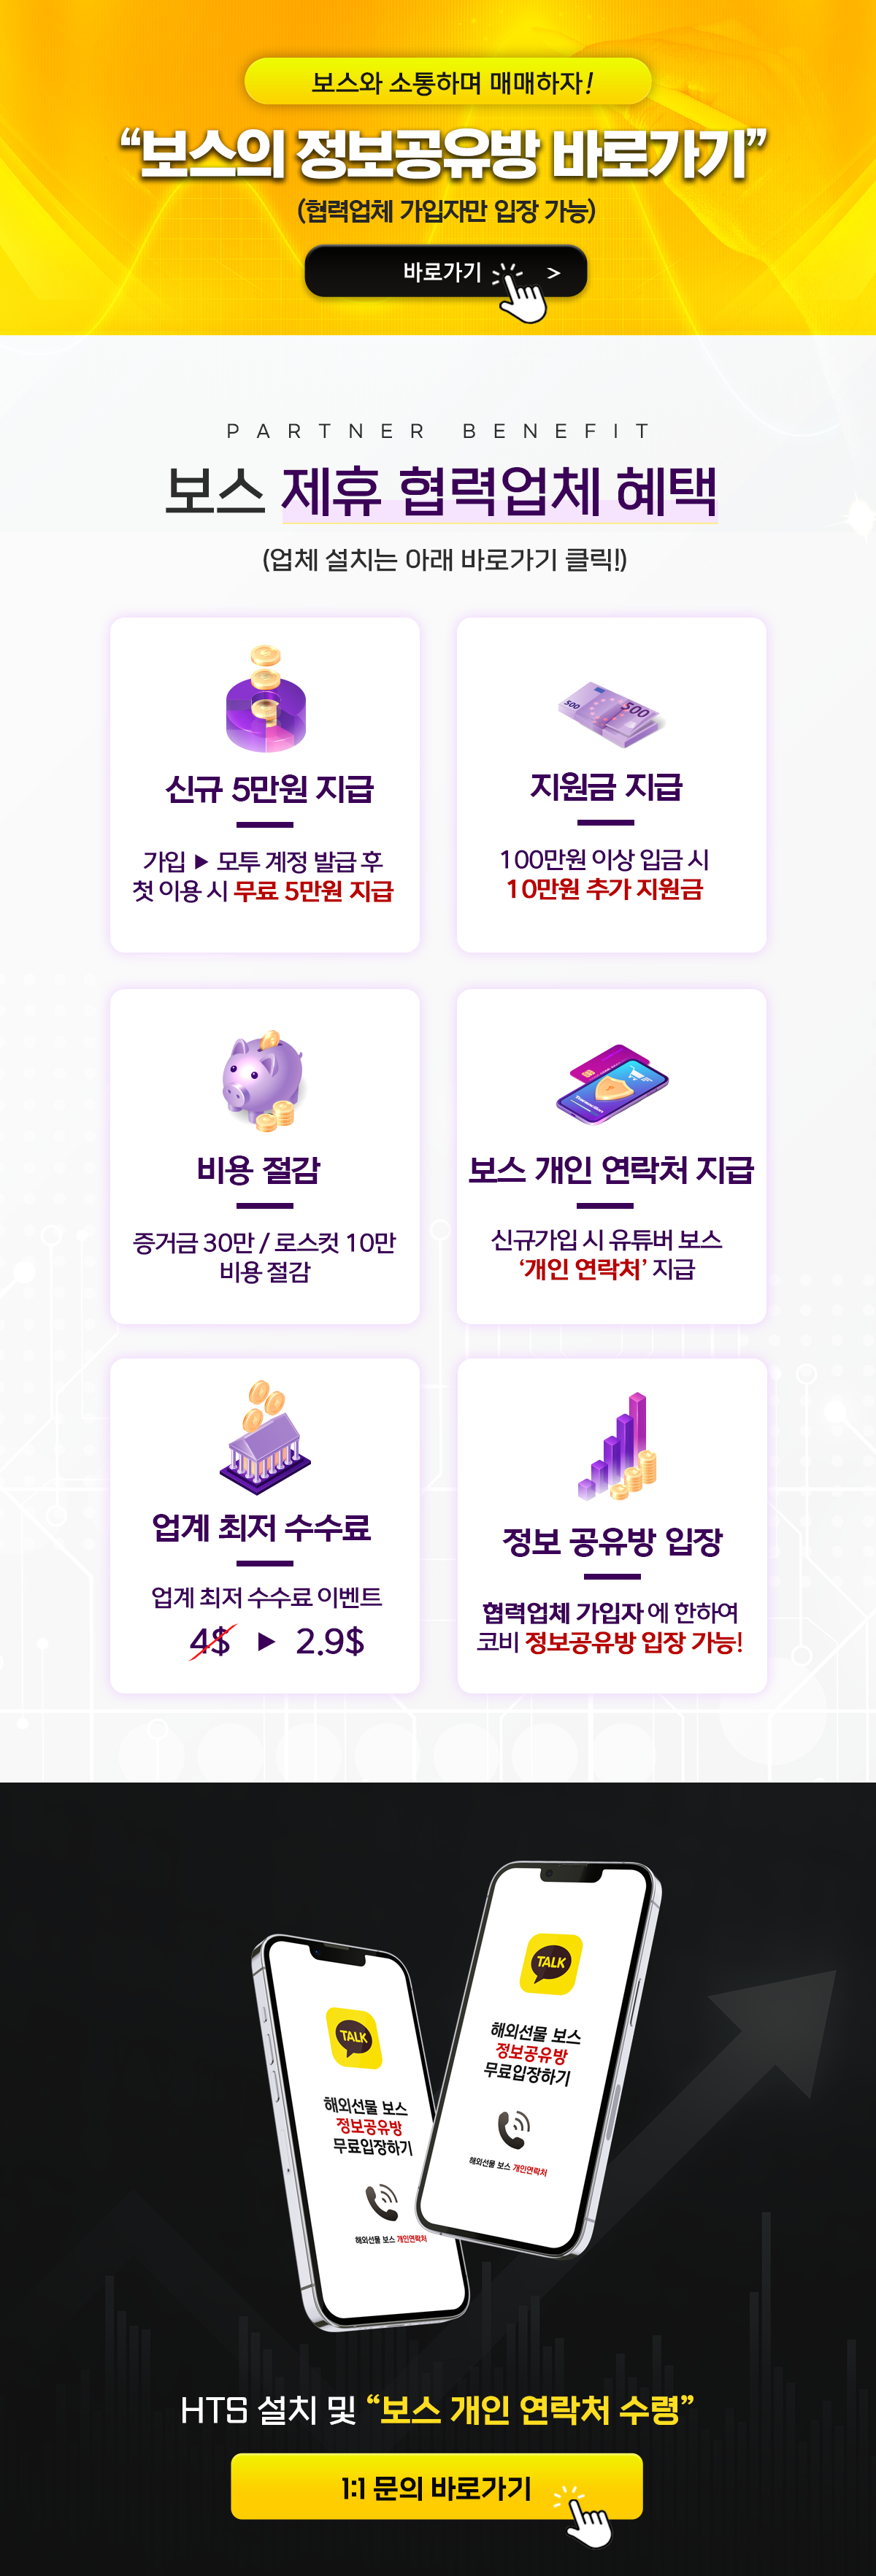 보스와 소통하며 매매하자!
“보스의 정보공유방 바로가기”
(협력업체 가입자만 입장 가능)
바로가기 >
PARTNER BENEFIT
보스 제휴 협력업체 혜택
(업체 설치는 아래 바로가기 클릭!)
500 500
신규 5만원 지급
가입 ▶ 모투 계정 발급 후
첫 이용 시 무료 5만원 지급
지원금 지급
100만원 이상 입금 시
10만원 추가 지원금
비용 절감
증거금 30만 / 로스컷 10만
비용 절감
Transaction
보스 개인 연락처 지급
신규가입 시 유튜버 보스
‘개인 연락처’ 지급
업계 최저 수수료
업계 최저 수수료 이벤트
4$ ▶ 2.9$
정보 공유방 입장
협력업체 가입자에 한하여
코비 정보공유방 입장 가능!
TALK
해외선물 보스
정보공유방
무료입장하기
해외선물 보스 개인연락처
TALK
해외선물 보스
정보공유방
무료입장하기
해외선물 보스 개인연락처
HTS 설치 및 “보스 개인 연락처 수령”
1:1 문의 바로가기